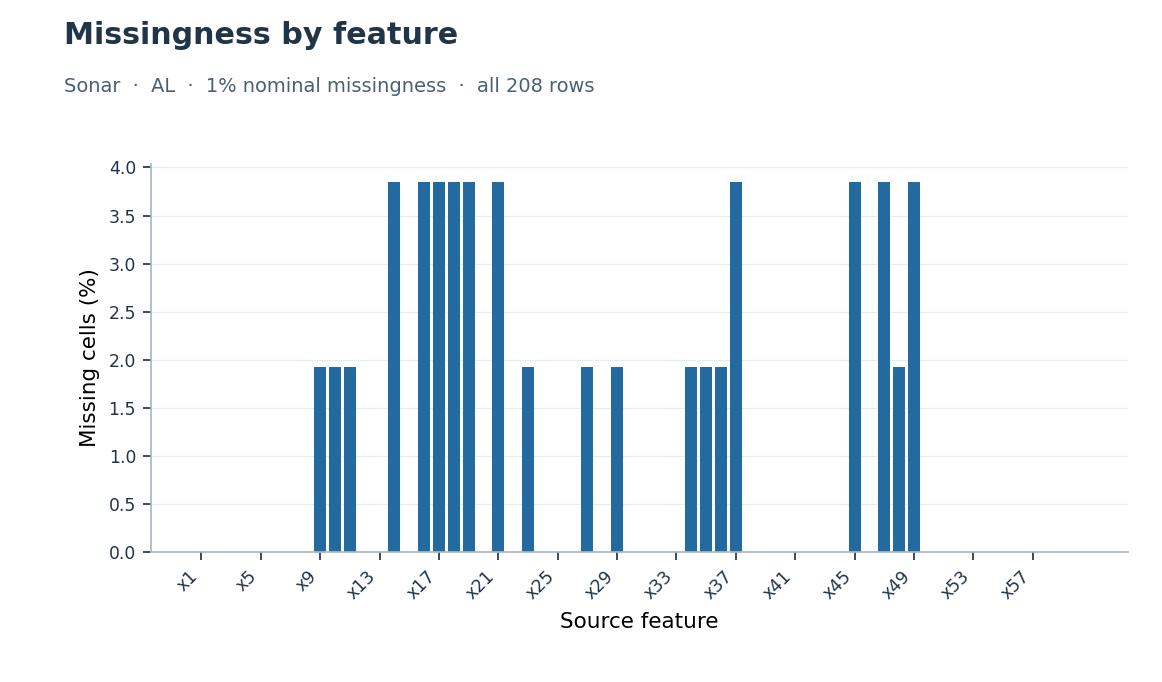 Missingness by feature
Sonar · AL · 1% nominal missingness · all 208 rows
4.0
3.5
3.0
2.5
2.0
1.5
1.0
0.5
0.0
Missing cells (%)
x1 x5 x9 x13 x17 x21 x25 x29 x33 x37 x41 x45 x49 x53 x57
Source feature